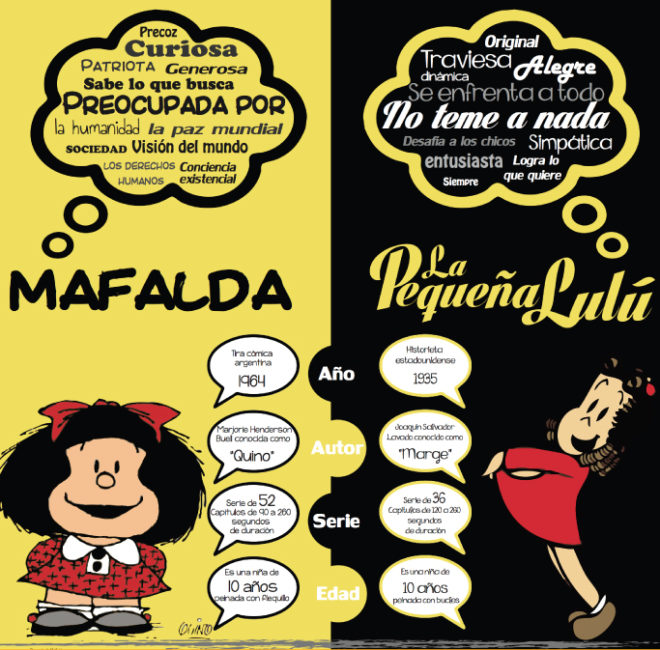 Precoz
Curiosa
PATRIOTA Generosa
Sabe lo que busca
PREOCUPADA POR
la humanidad la paz mundial
SOCIEDAD Visión del mundo
LOS DERECHOS HUMANOS
Conciencia existencial
MAFALDA
Original
Traviesa Alegre
dinámica
Se enfrenta a todo
No teme a nada
Desafía a los chicos Simpática
entusiasta
Logra lo que quiere
Siempre
La
Pequeña Lulú
Tira cómica
argentina
1964
Año
Historieta
estadounidense
1935
Marjorie Henderson
Buell conocida como
"Quino"
Autor
Joaquín Salvador
Lavado conocido como
"Marge"
Serie de 52
Capítulos de 90 a 260
segundos
de duración
Serie
Serie de 36
Capítulos de 120 a 260
segundos
de duración
Es una niña de
10 años
peinada con flequillo
Edad
Es una niña de
10 años
peinada con bucles
QUINO